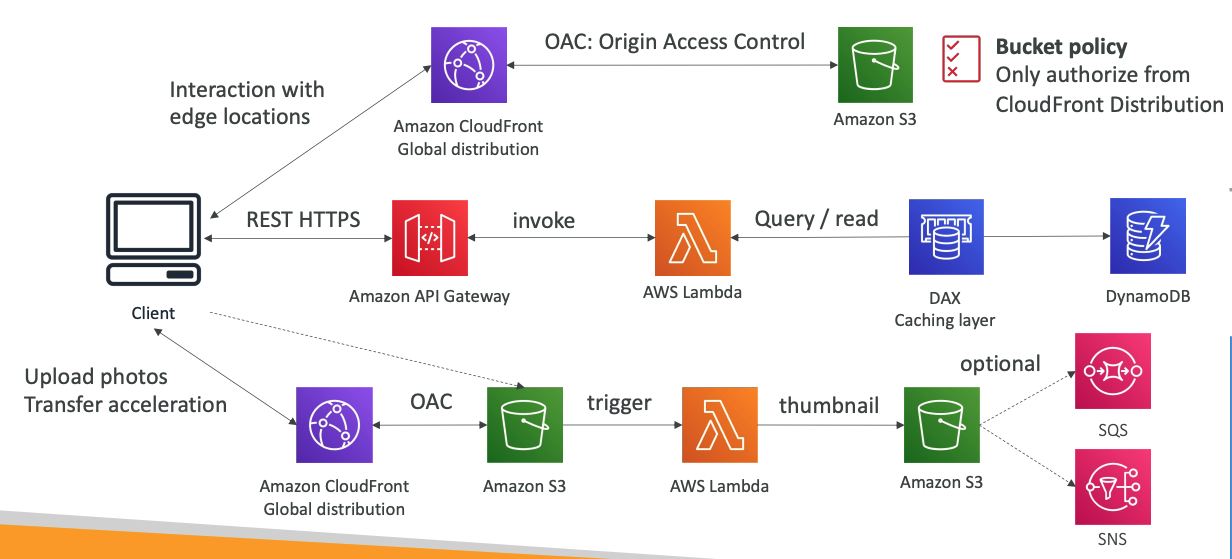 OAC: Origin Access Control
Bucket policy
Only authorize from
CloudFront Distribution
Interaction with
edge locations
Amazon CloudFront
Global distribution
Amazon S3
REST HTTPS
invoke
Query / read
Amazon API Gateway
AWS Lambda
DAX
Caching layer
DynamoDB
Client
Upload photos
Transfer acceleration
OAC
trigger
thumbnail
optional
Amazon CloudFront
Global distribution
Amazon S3
AWS Lambda
Amazon S3
SQS
SNS